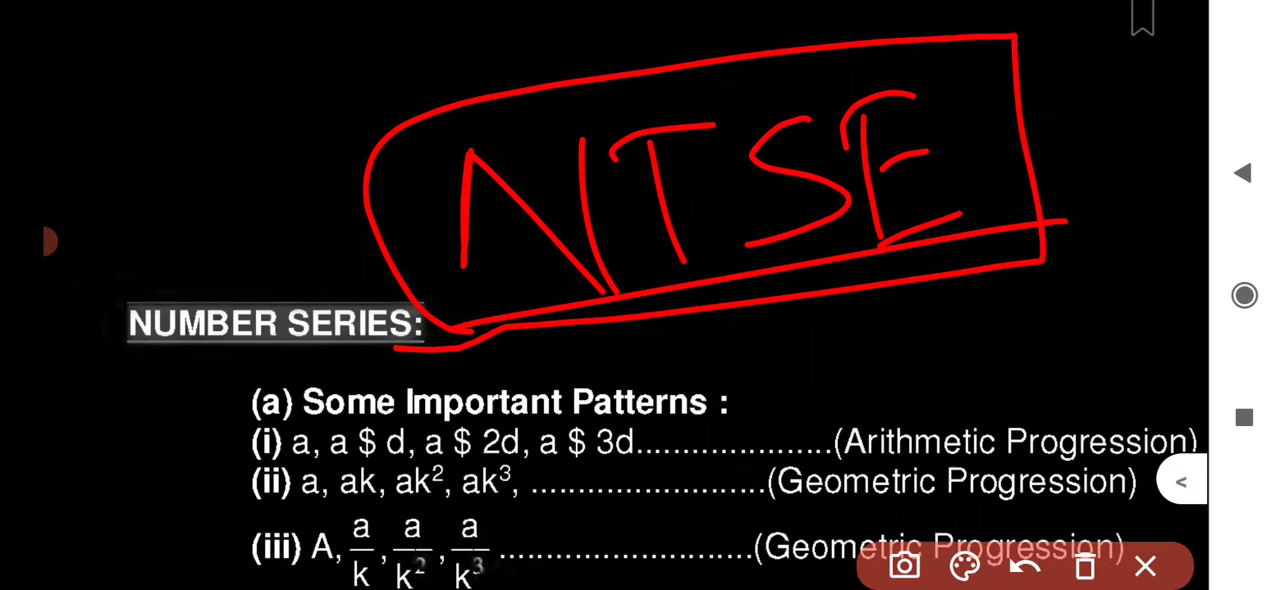 NTSE
NUMBER SERIES:
(a) Some Important Patterns :
(i) a, a $ d, a $ 2d, a $ 3d.....................(Arithmetic Progression)
(ii) a, ak, ak², ak³, .........................(Geometric Progression)
(iii) A, a/k, a/k², a/k³ ...........................(Geometric Progression)